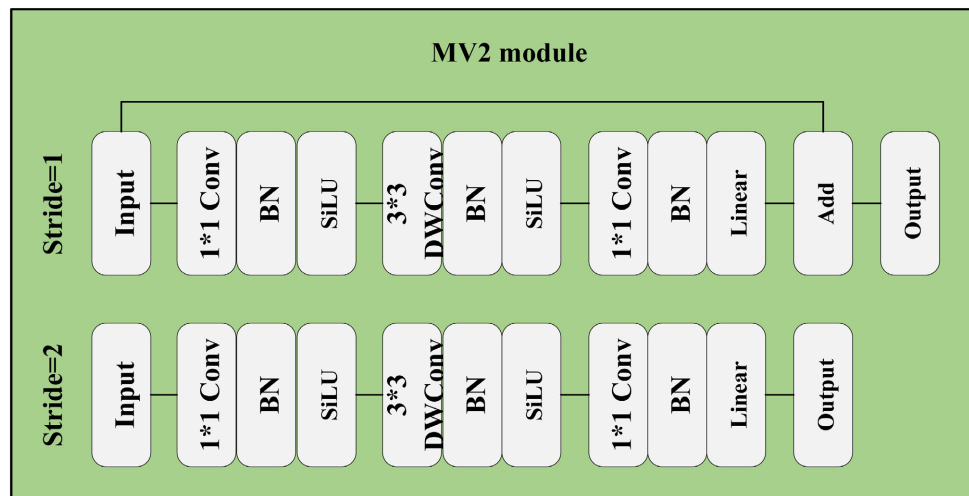 MV2 module
Stride=1
Input
1*1 Conv
BN
SiLU
3*3
DWConv
BN
SiLU
1*1 Conv
BN
Linear
Add
Output
Stride=2
Input
1*1 Conv
BN
SiLU
3*3
DWConv
BN
SiLU
1*1 Conv
BN
Linear
Output